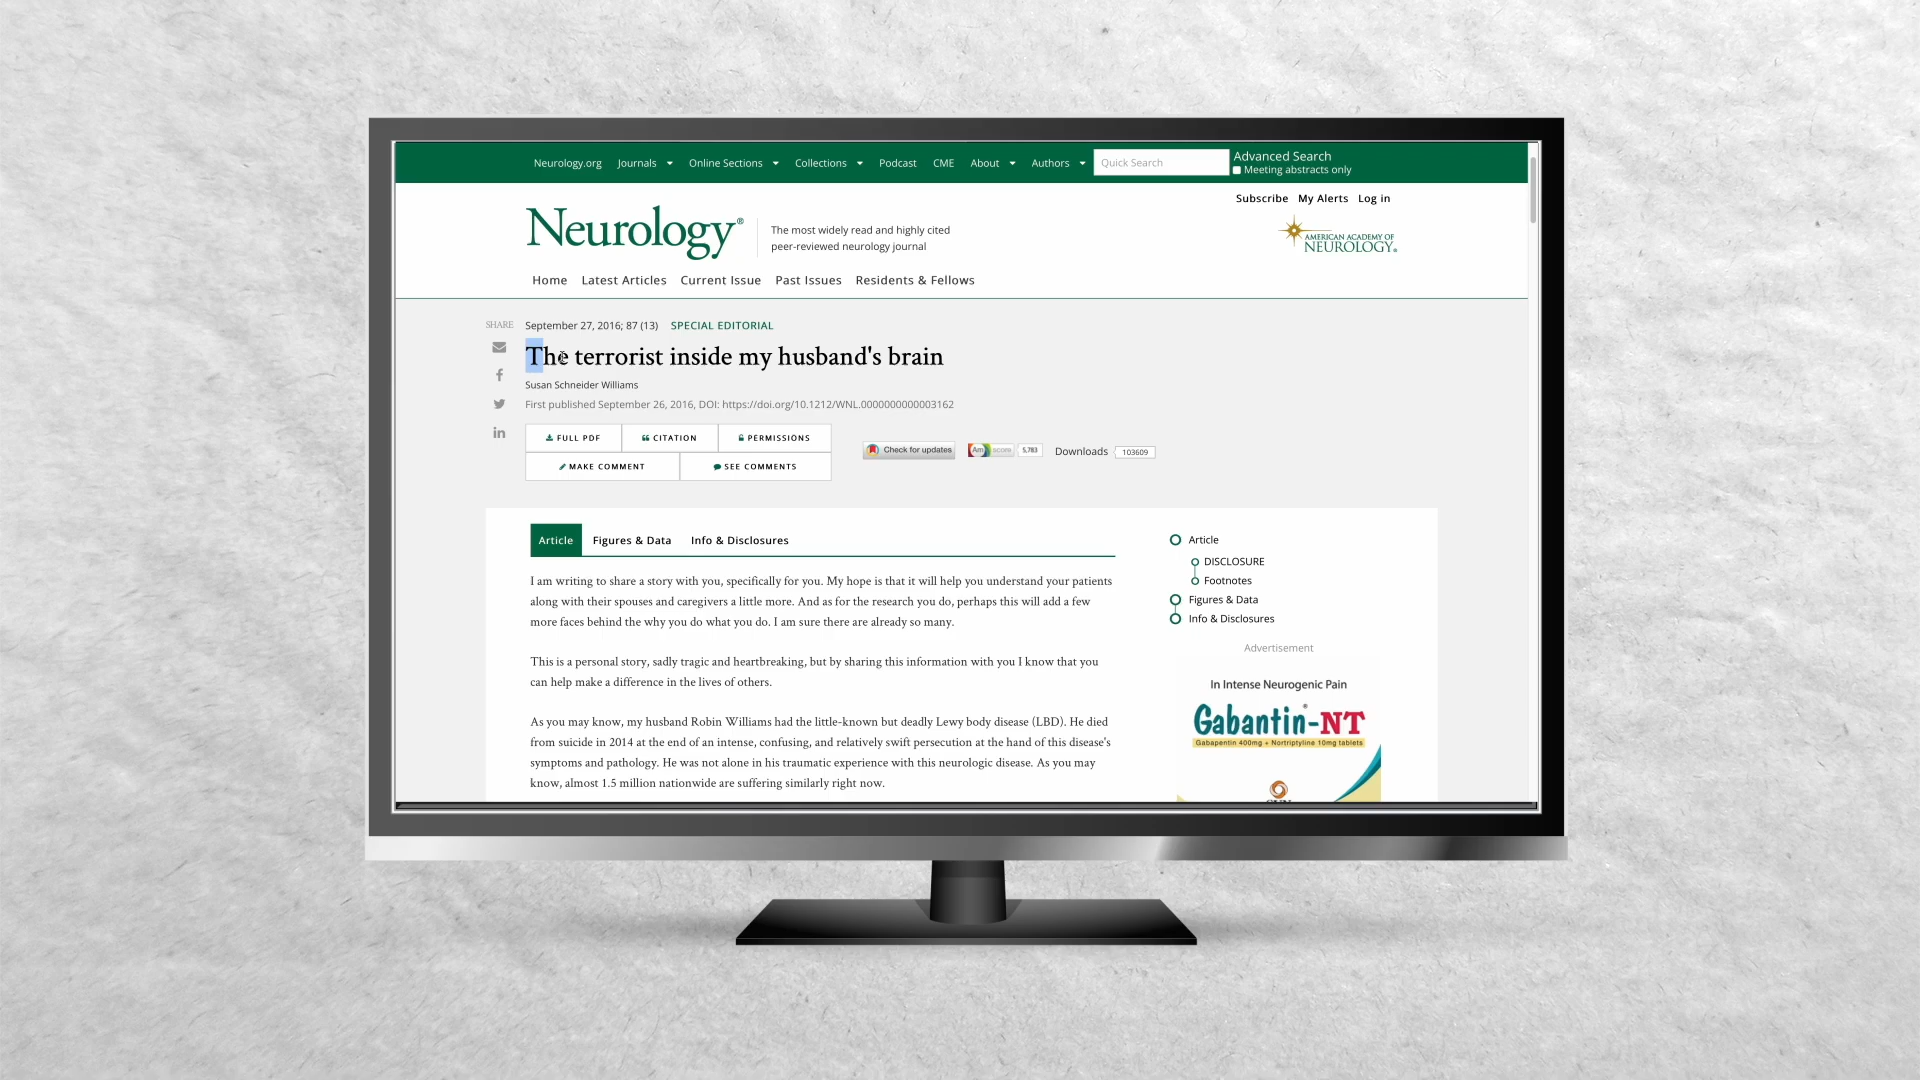 Neurology.org Journals Online Sections Collections Podcast CME About Authors Quick Search Advanced Search
Meeting abstracts only
Subscribe My Alerts Log in
Neurology®
The most widely read and highly cited
peer-reviewed neurology journal
AMERICAN ACADEMY OF
NEUROLOGY®
Home Latest Articles Current Issue Past Issues Residents & Fellows
SHARE
September 27, 2016; 87 (13) SPECIAL EDITORIAL
The terrorist inside my husband's brain
Susan Schneider Williams
First published September 26, 2016, DOI: https://doi.org/10.1212/WNL.0000000000003162
FULL PDF CITATION PERMISSIONS
MAKE COMMENT SEE COMMENTS
Check for updates Am score 5,783 Downloads 103609
Article Figures & Data Info & Disclosures
I am writing to share a story with you, specifically for you. My hope is that it will help you understand your patients
along with their spouses and caregivers a little more. And as for the research you do, perhaps this will add a few
more faces behind the why you do what you do. I am sure there are already so many.
This is a personal story, sadly tragic and heartbreaking, but by sharing this information with you I know that you
can help make a difference in the lives of others.
As you may know, my husband Robin Williams had the little-known but deadly Lewy body disease (LBD). He died
from suicide in 2014 at the end of an intense, confusing, and relatively swift persecution at the hand of this disease's
symptoms and pathology. He was not alone in his traumatic experience with this neurologic disease. As you may
know, almost 1.5 million nationwide are suffering similarly right now.
Article
DISCLOSURE
Footnotes
Figures & Data
Info & Disclosures
Advertisement
In Intense Neurogenic Pain
Gabantin®-NT
Gabapentin 400mg + Nortriptyline 10mg tablets